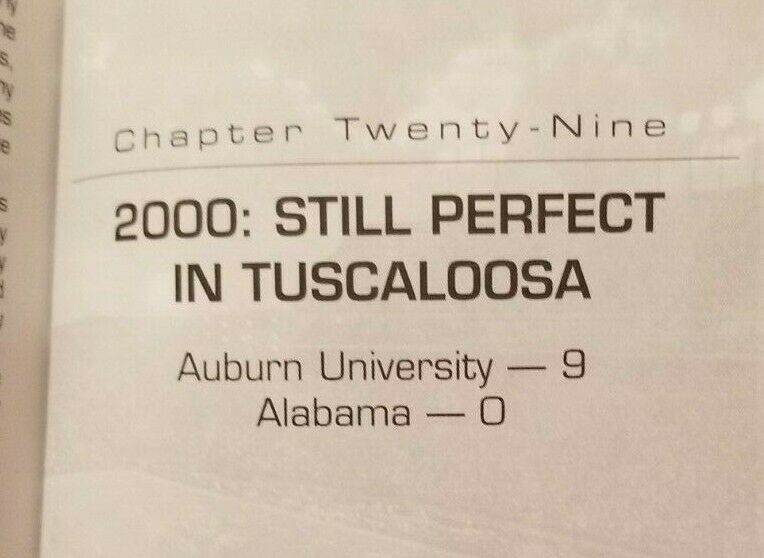 Chapter Twenty-Nine
2000: STILL PERFECT
IN TUSCALOOSA
Auburn University — 9
Alabama — 0